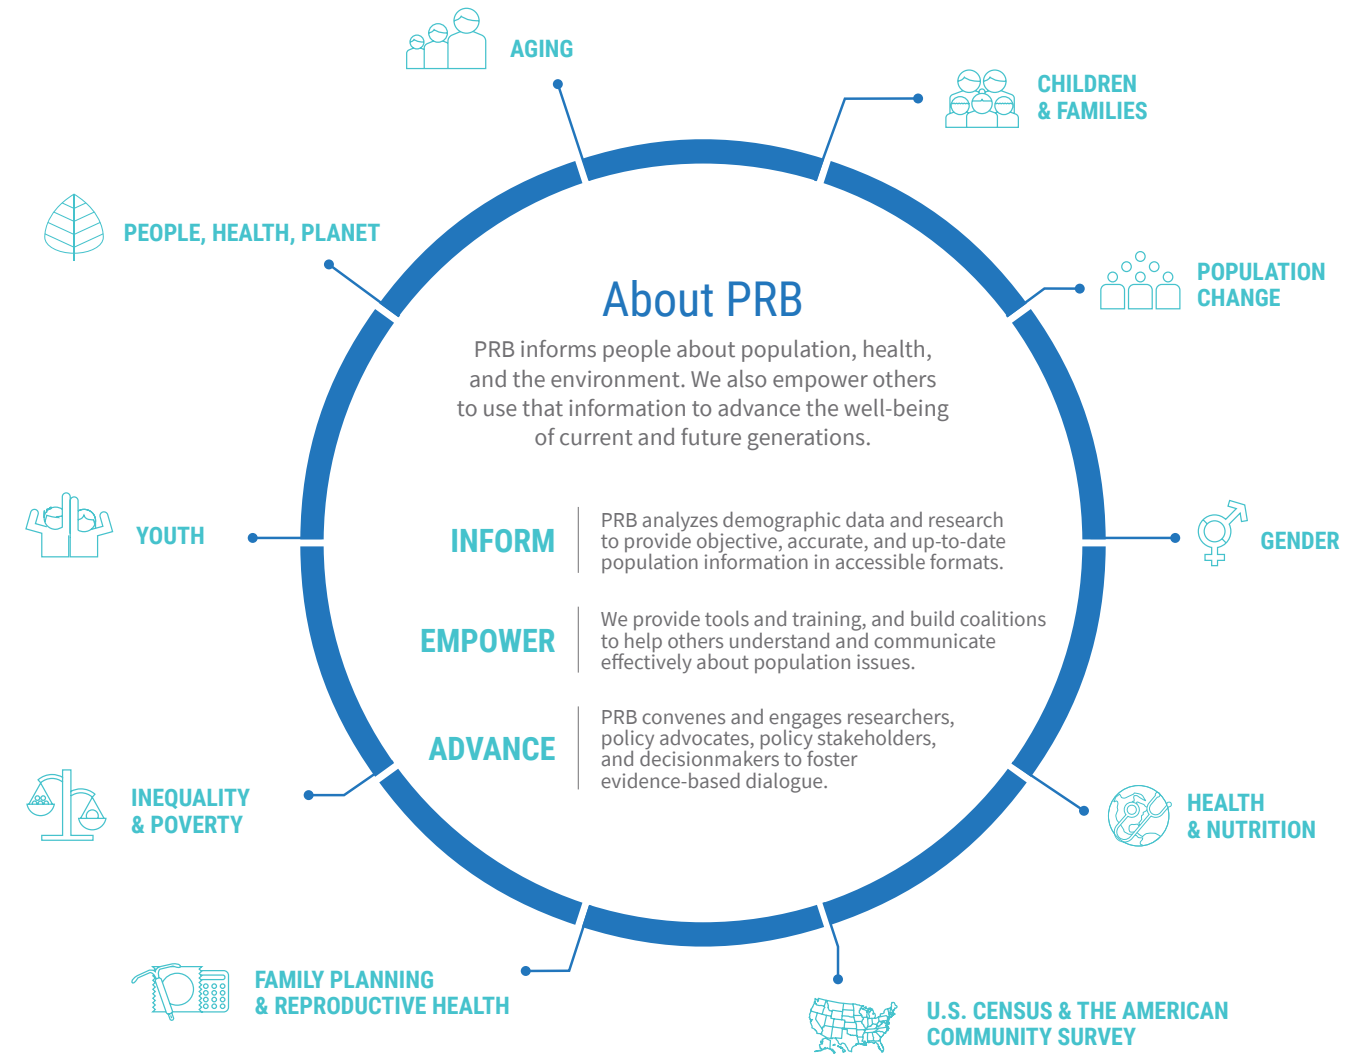 AGING
CHILDREN
& FAMILIES
PEOPLE, HEALTH, PLANET
POPULATION
CHANGE
About PRB
PRB informs people about population, health,
and the environment. We also empower others
to use that information to advance the well-being
of current and future generations.
YOUTH
GENDER
INFORM
PRB analyzes demographic data and research
to provide objective, accurate, and up-to-date
population information in accessible formats.
EMPOWER
We provide tools and training, and build coalitions
to help others understand and communicate
effectively about population issues.
ADVANCE
PRB convenes and engages researchers,
policy advocates, policy stakeholders,
and decisionmakers to foster
evidence-based dialogue.
INEQUALITY
& POVERTY
HEALTH
& NUTRITION
FAMILY PLANNING
& REPRODUCTIVE HEALTH
U.S. CENSUS & THE AMERICAN
COMMUNITY SURVEY